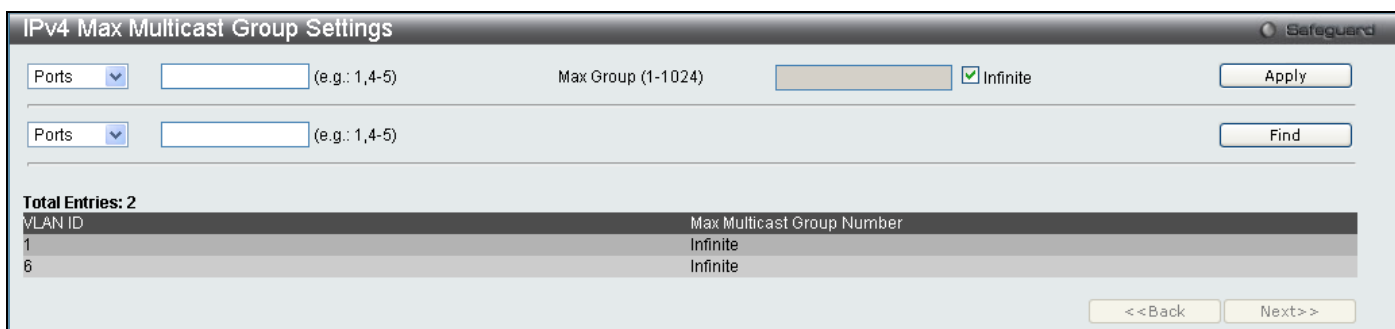 IPv4 Max Multicast Group Settings
Safeguard
Ports (e.g.: 1,4-5) Max Group (1-1024) Infinite Apply
Ports (e.g.: 1,4-5) Find
Total Entries: 2
VLAN ID Max Multicast Group Number
1 Infinite
6 Infinite
<<Back Next>>